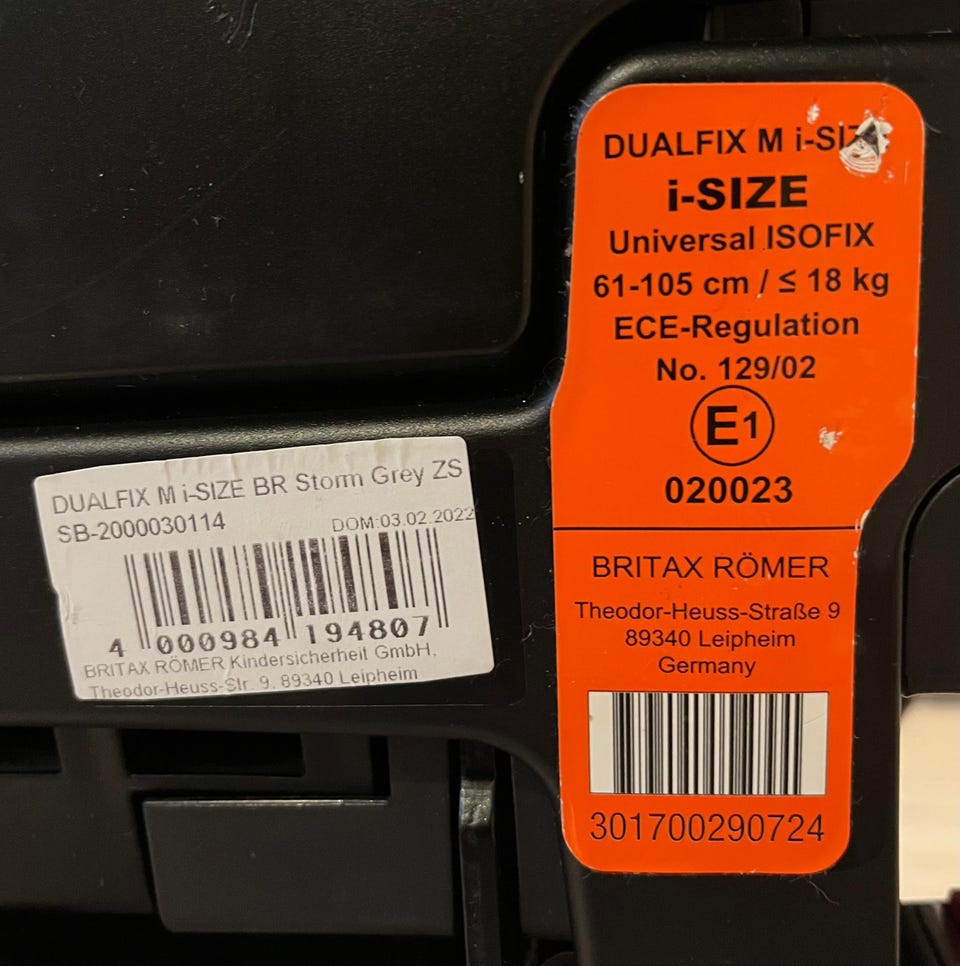 DUALFIX M i-SIZE BR Storm Grey ZS
SB-2000030114
DOM:03.02.2022
4 000984 194807
BRITAX RÖMER Kindersicherheit GmbH,
Theodor-Heuss-Str. 9, 89340 Leipheim
DUALFIX M i-SIZE
i-SIZE
Universal ISOFIX
61-105 cm / ≤ 18 kg
ECE-Regulation
No. 129/02
E1
020023
BRITAX RÖMER
Theodor-Heuss-Straße 9
89340 Leipheim
Germany
301700290724